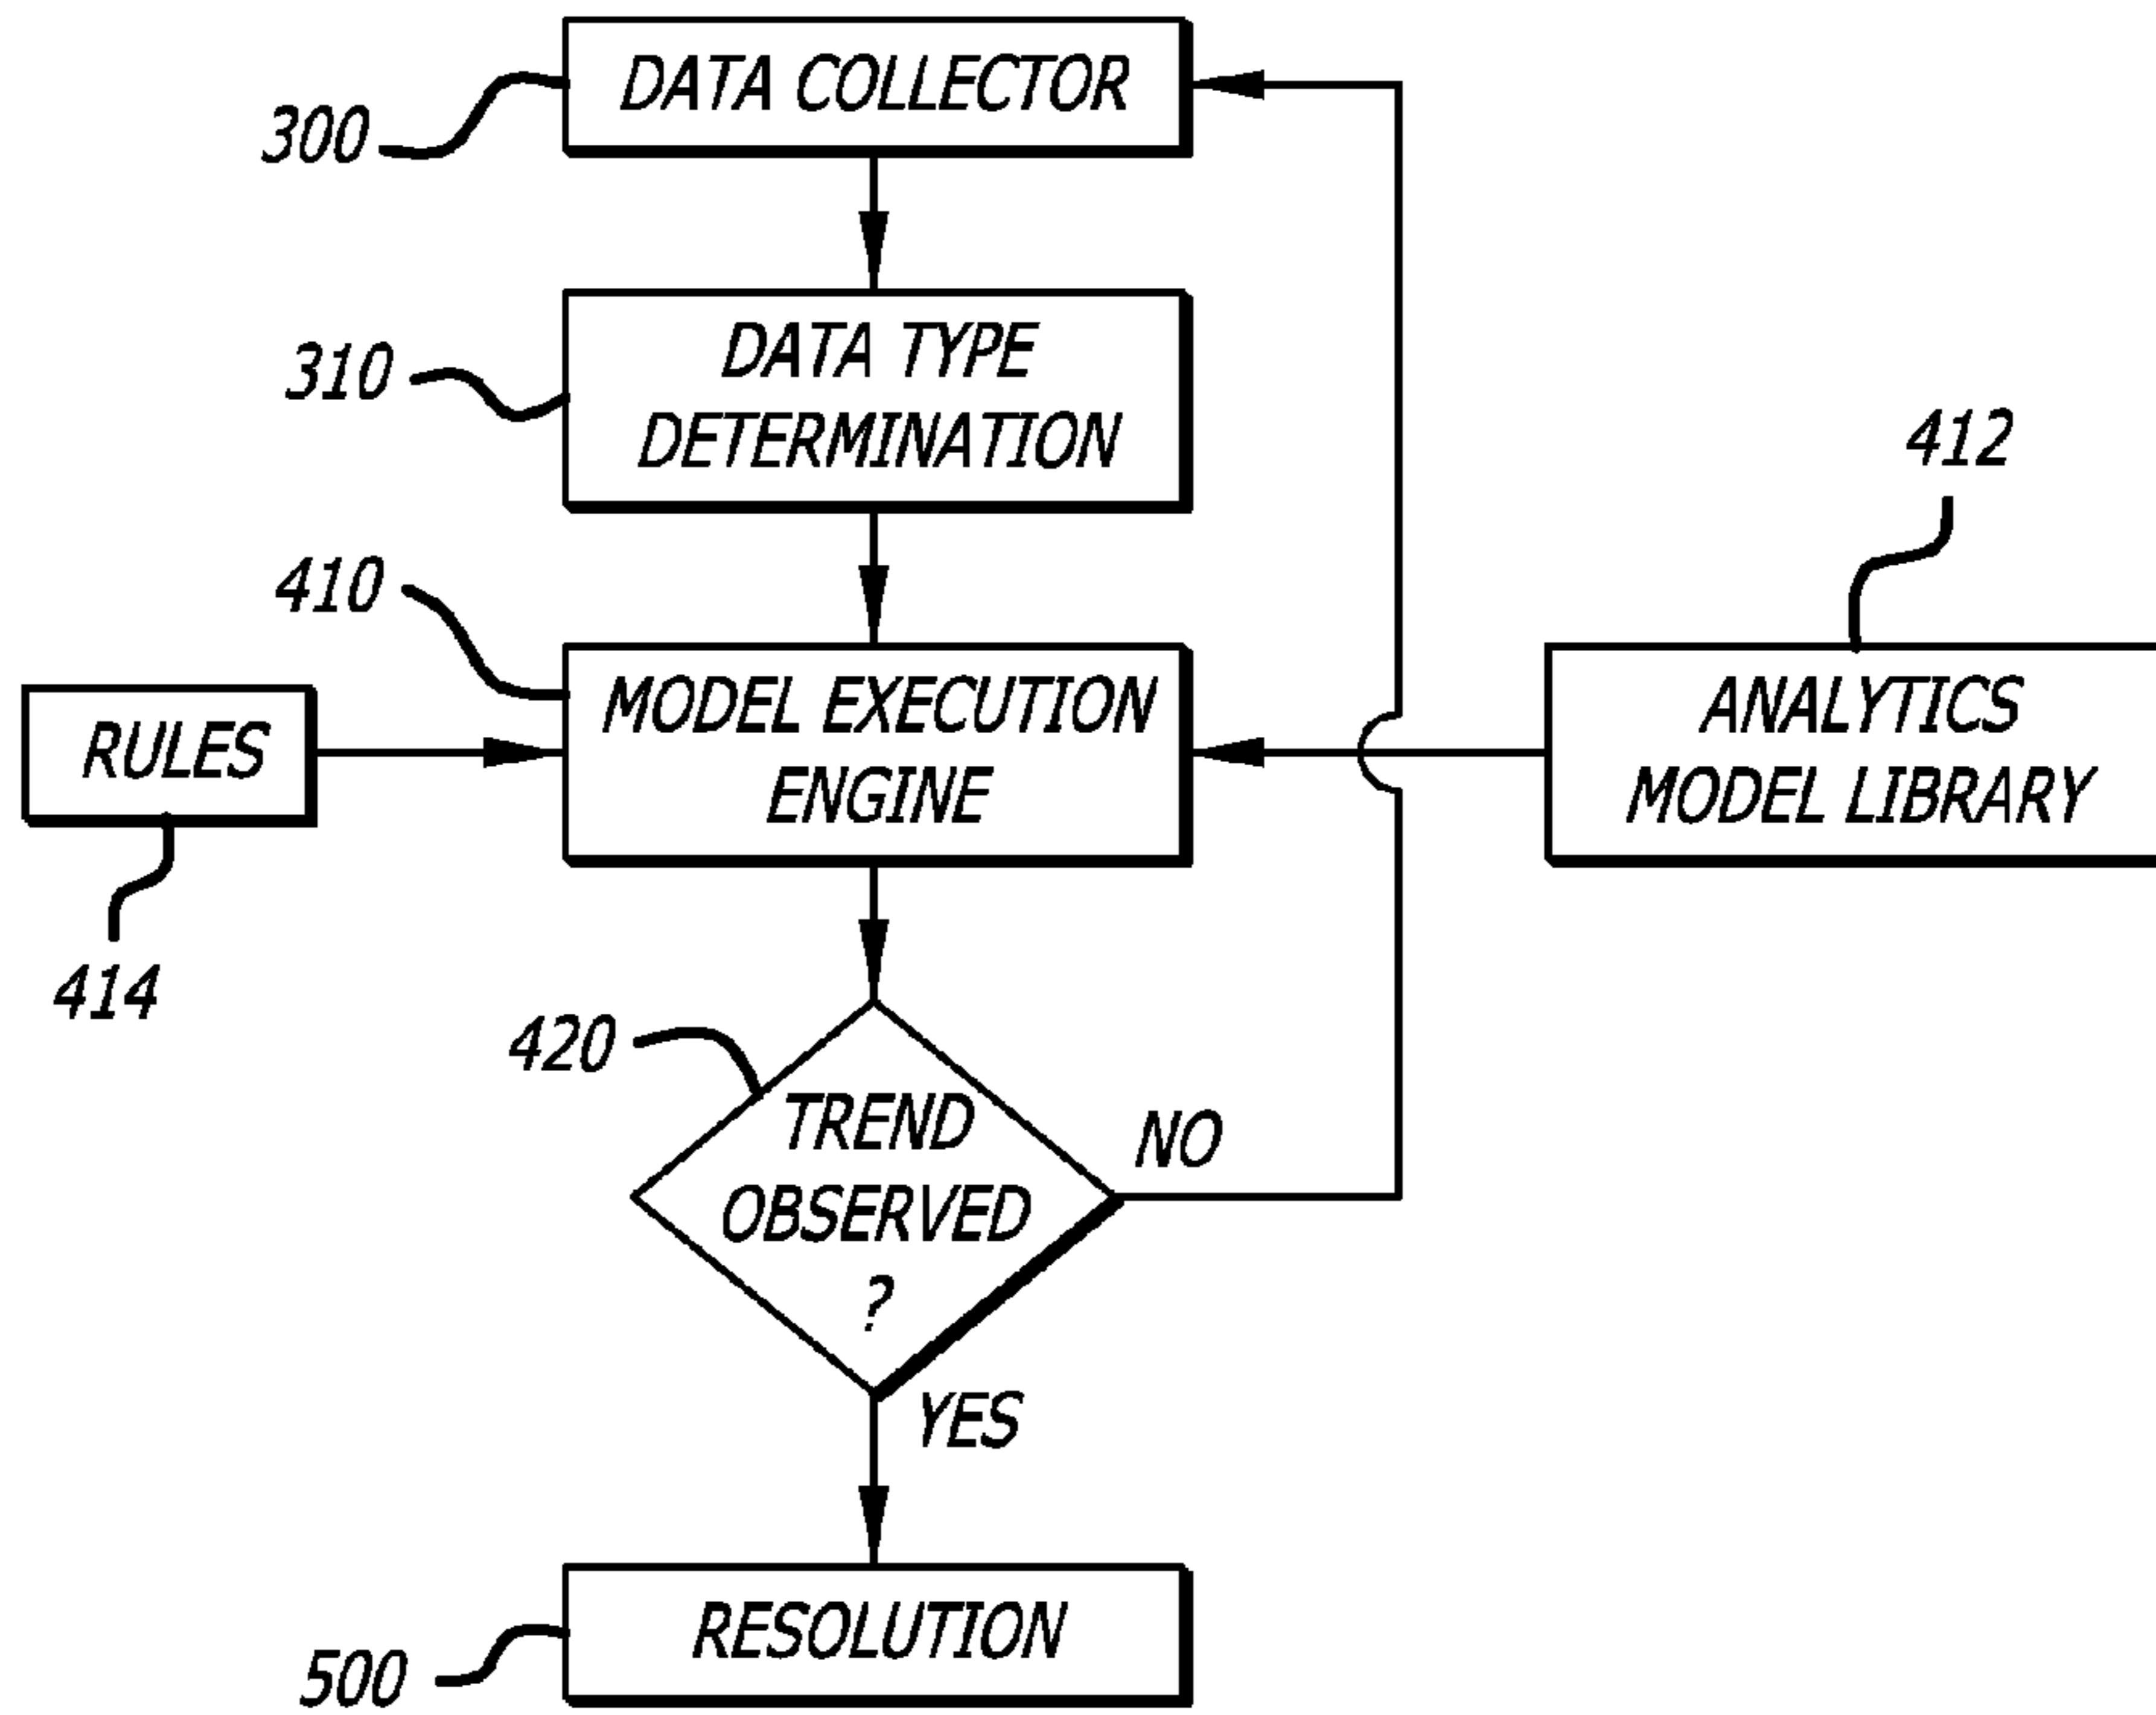 DATA COLLECTOR
300
DATA TYPE
DETERMINATION
310
412
410
MODEL EXECUTION
ENGINE
RULES
ANALYTICS
MODEL LIBRARY
414
420
TREND
OBSERVED
?
NO
YES
RESOLUTION
500